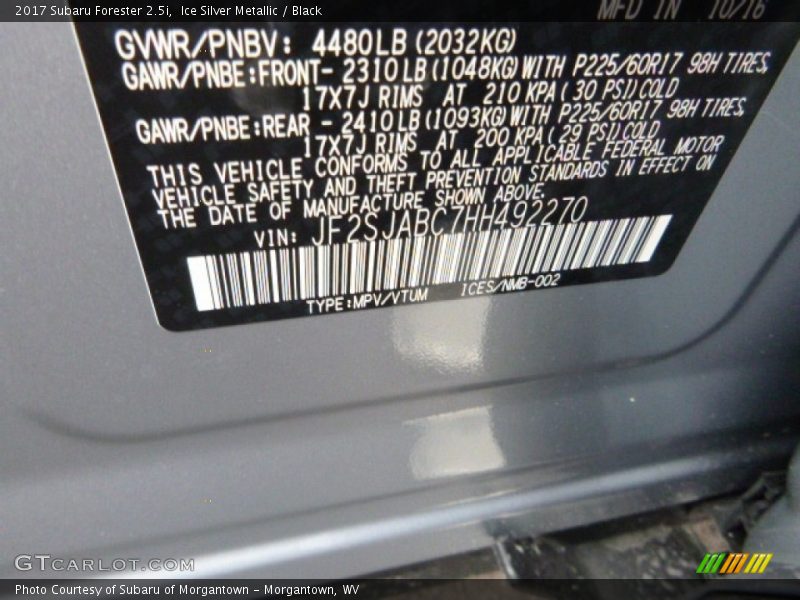 2017 Subaru Forester 2.5i,  Ice Silver Metallic / Black
MFD IN 10/16
GVWR/PNBV: 4480LB (2032KG)
GAWR/PNBE:FRONT- 2310LB (1048KG) WITH P225/60R17 98H TIRES,
17X7J RIMS AT 210 KPA ( 30 PSI) COLD
GAWR/PNBE:REAR - 2410LB (1093KG) WITH P225/60R17 98H TIRES,
17X7J RIMS AT 200 KPA ( 29 PSI) COLD
THIS VEHICLE CONFORMS TO ALL APPLICABLE FEDERAL MOTOR
VEHICLE SAFETY AND THEFT PREVENTION STANDARDS IN EFFECT ON
THE DATE OF MANUFACTURE SHOWN ABOVE.
VIN: JF2SJABC7HH492270
TYPE:MPV/VTUM ICES/NMB-002
GTCARLOT.COM
Photo Courtesy of Subaru of Morgantown - Morgantown, WV